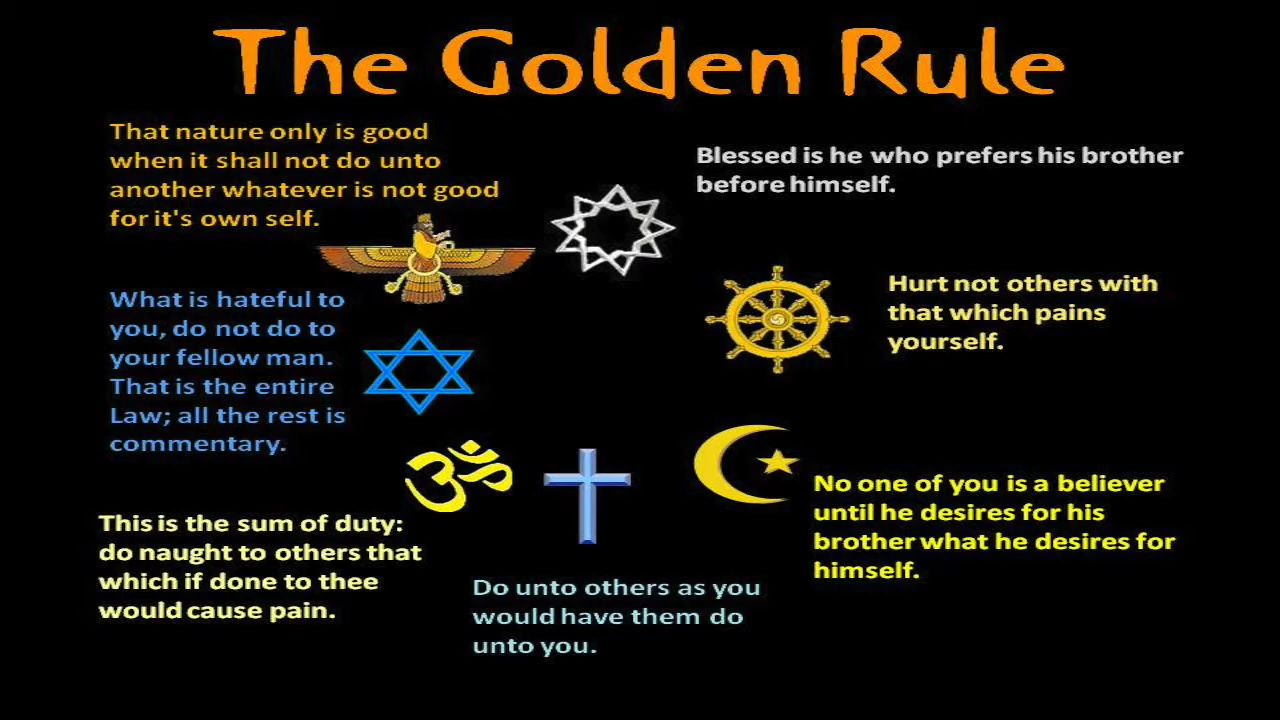 The Golden Rule
That nature only is good
when it shall not do unto
another whatever is not good
for it's own self.
Blessed is he who prefers his brother
before himself.
Hurt not others with
that which pains
yourself.
What is hateful to
you, do not do to
your fellow man.
That is the entire
Law; all the rest is
commentary.
No one of you is a believer
until he desires for his
brother what he desires for
himself.
This is the sum of duty:
do naught to others that
which if done to thee
would cause pain.
Do unto others as you
would have them do
unto you.